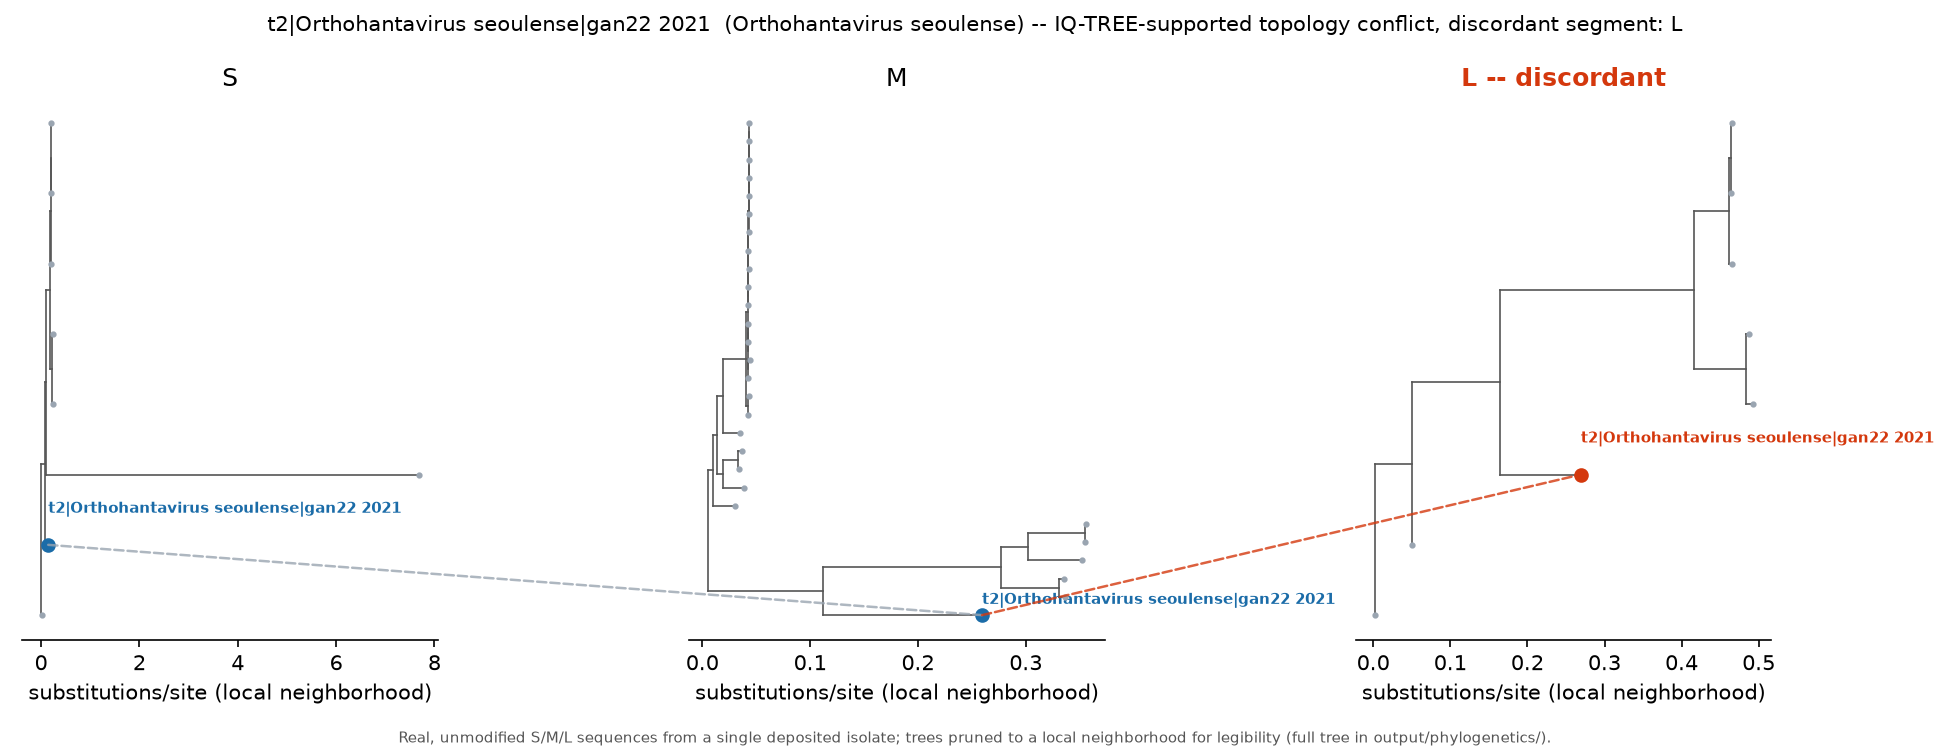 t2|Orthohantavirus seoulense|gan22 2021  (Orthohantavirus seoulense) -- IQ-TREE-supported topology conflict, discordant segment: L
S
M
L -- discordant
t2|Orthohantavirus seoulense|gan22 2021
t2|Orthohantavirus seoulense|gan22 2021
t2|Orthohantavirus seoulense|gan22 2021
0 2 4 6 8
substitutions/site (local neighborhood)
0.0 0.1 0.2 0.3
substitutions/site (local neighborhood)
0.0 0.1 0.2 0.3 0.4 0.5
substitutions/site (local neighborhood)
Real, unmodified S/M/L sequences from a single deposited isolate; trees pruned to a local neighborhood for legibility (full tree in output/phylogenetics/).